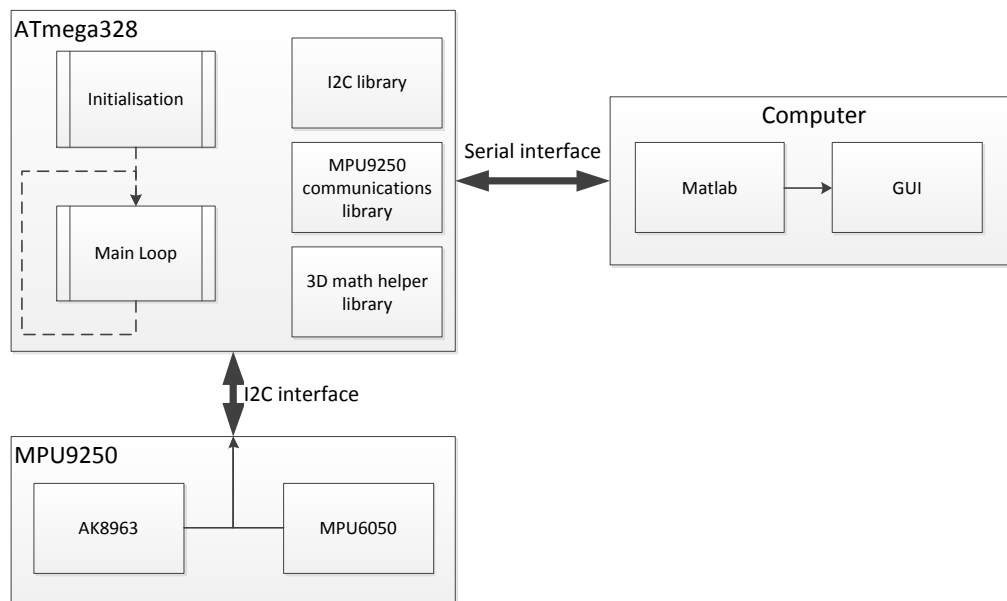 ATmega328
Initialisation
Main Loop
I2C library
MPU9250
communications
library
3D math helper
library
Serial interface
Computer
Matlab
GUI
I2C interface
MPU9250
AK8963
MPU6050